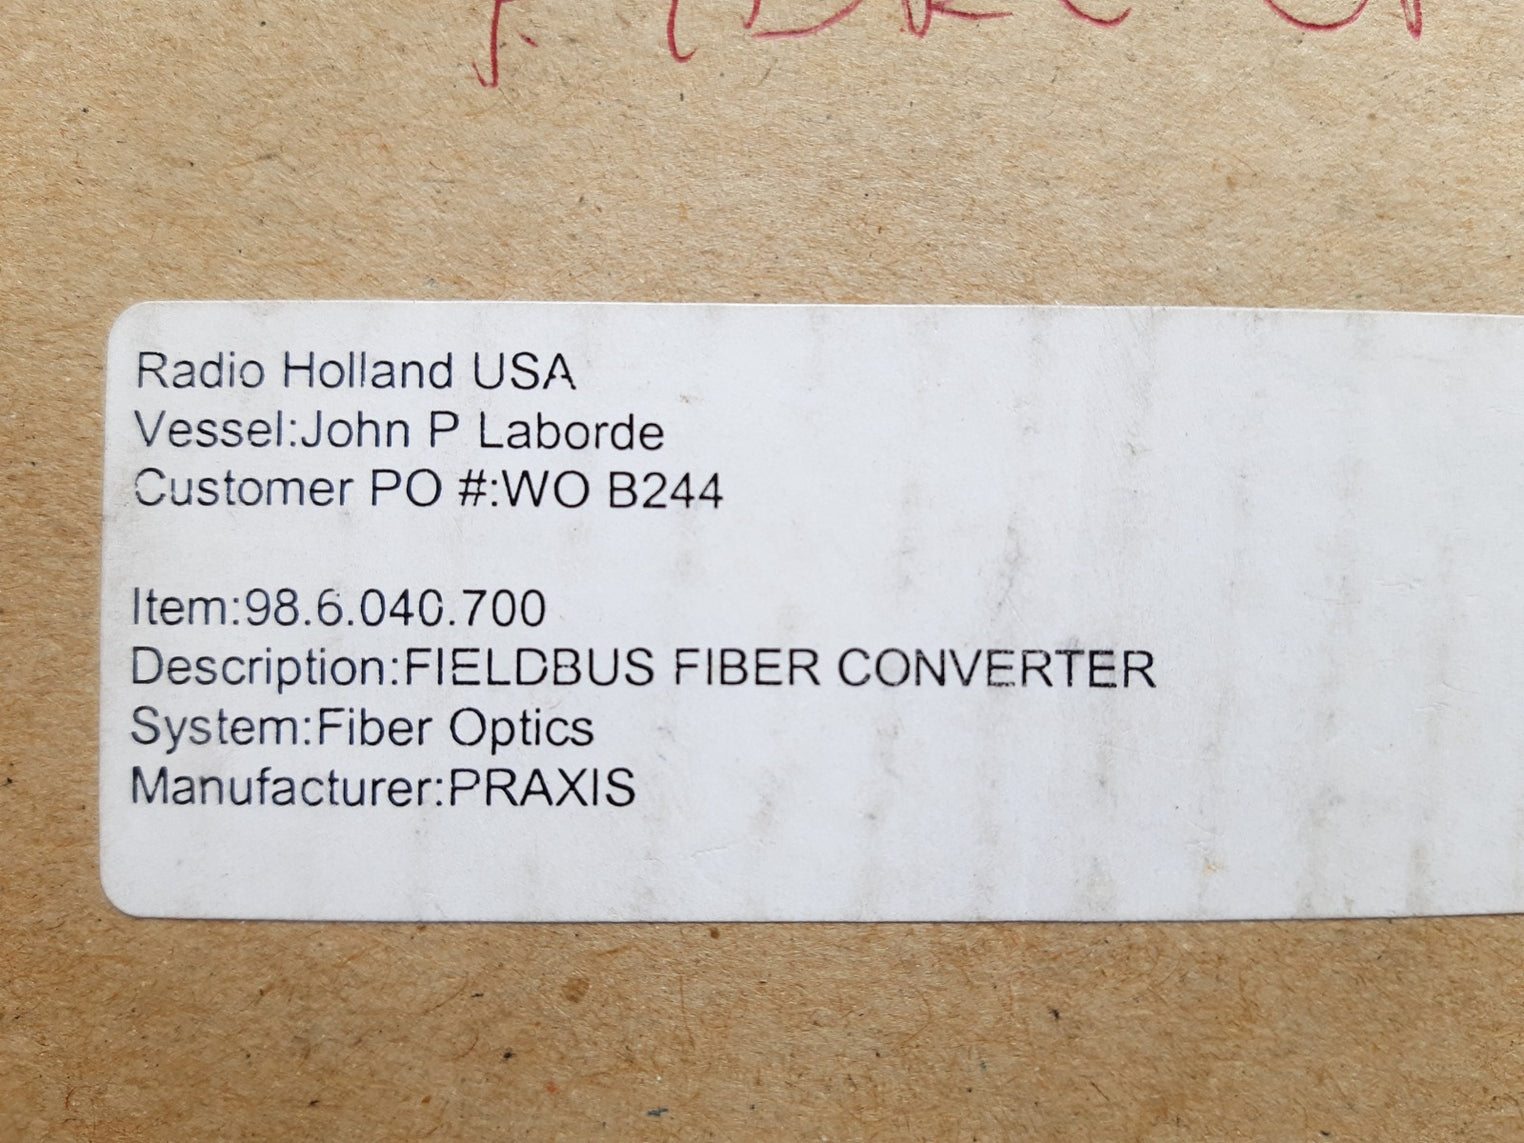 Radio Holland USA
Vessel:John P Laborde
Customer PO #:WO B244
Item:98.6.040.700
Description:FIELDBUS FIBER CONVERTER
System:Fiber Optics
Manufacturer:PRAXIS